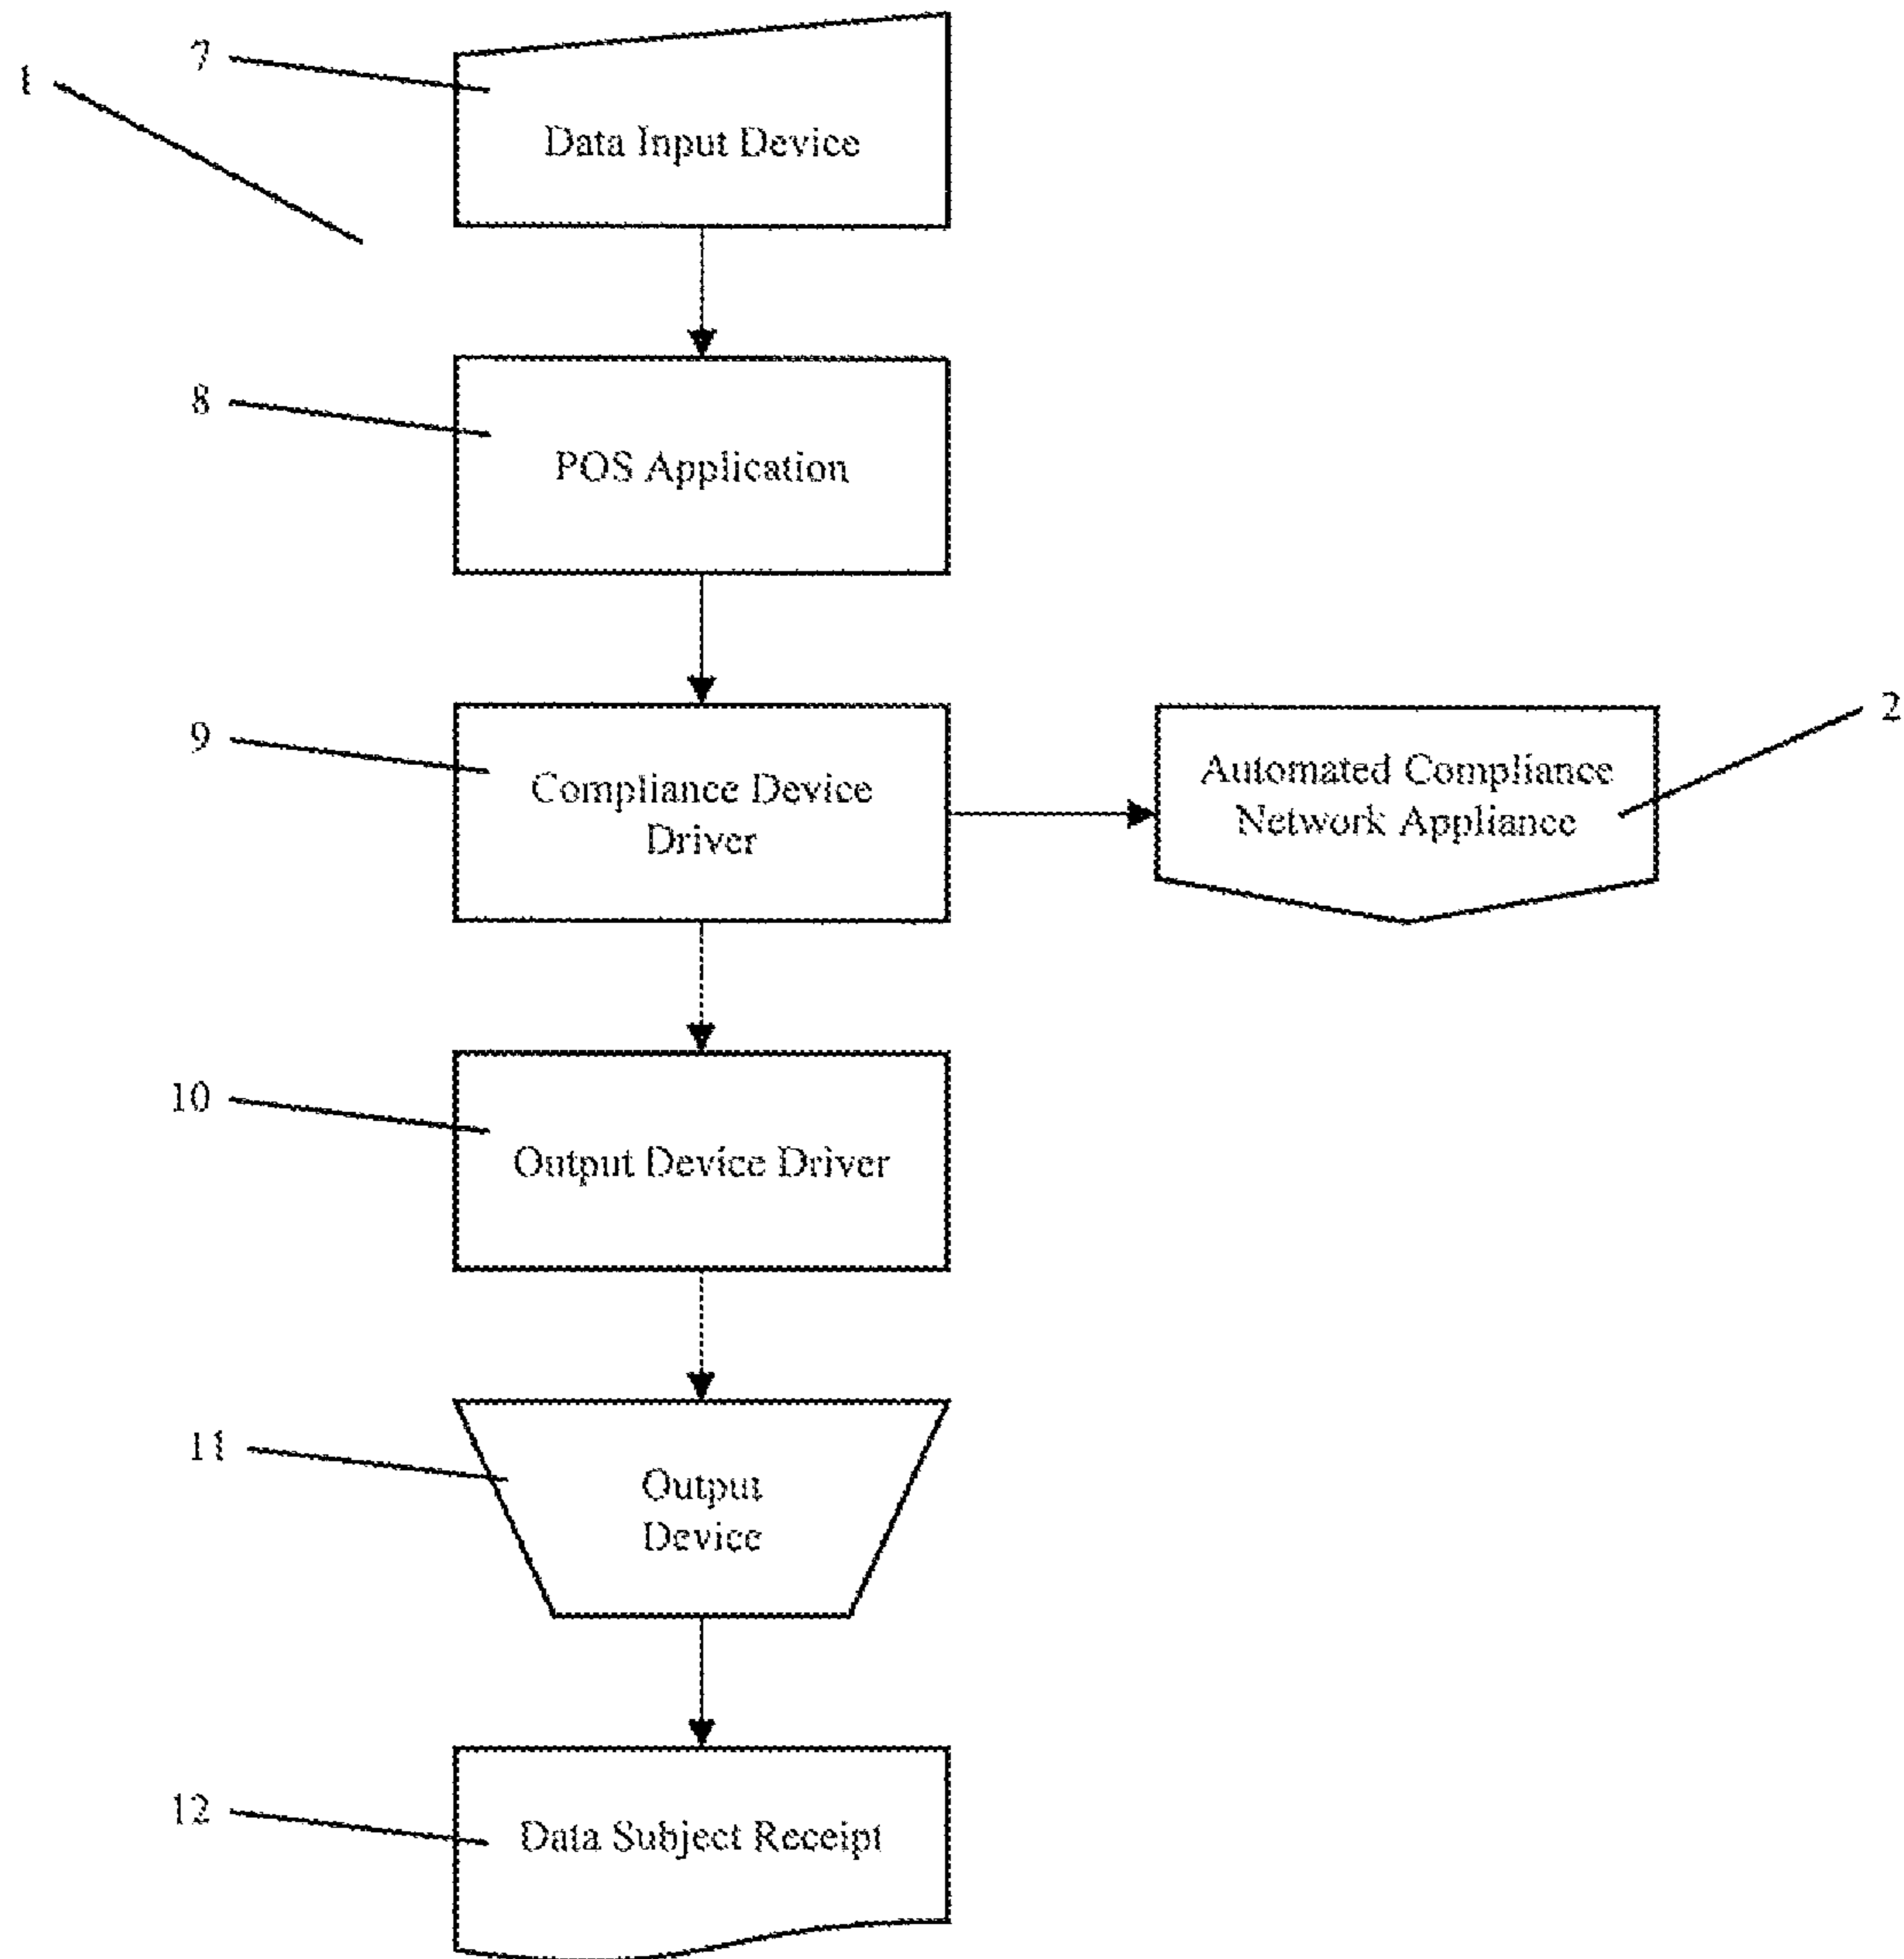 7
1
Data Input Device
8
POS Application
9
Compliance Device
Driver
Automated Compliance
Network Appliance
2
10
Output Device Driver
11
Output
Device
12
Data Subject Receipt